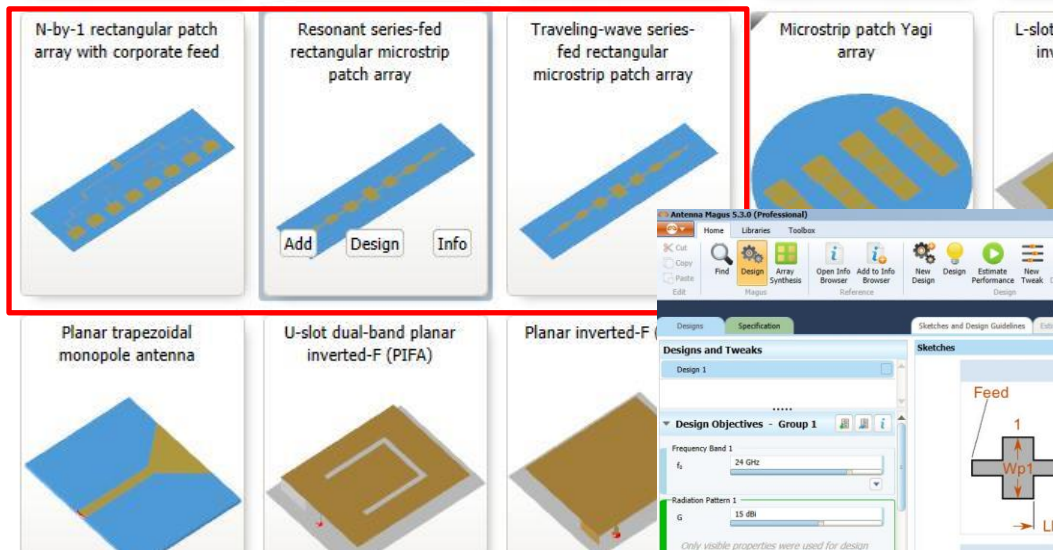 N-by-1 rectangular patch
array with corporate feed
Resonant series-fed
rectangular microstrip
patch array
Add
Design
Info
Traveling-wave series-
fed rectangular
microstrip patch array
Microstrip patch Yagi
array
L-slot
Planar trapezoidal
monopole antenna
U-slot dual-band planar
inverted-F (PIFA)
Planar inverted-F (
Antenna Magus 5.3.0 (Professional)
Home Libraries Toolbox
Cut
Copy
Paste
Edit
Find
Design
Array
Synthesis
Magus
Open Info
Browser
Add to Info
Browser
Reference
New
Design
Design
Estimate
Performance
New
Tweak
Design
Designs Specification
Sketches and Design Guidelines
Designs and Tweaks
Design 1
Design Objectives - Group 1
Frequency Band 1
24 GHz
Radiation Pattern 1
G
15 dBi
Only visible properties were used for design
Sketches
Feed
1
Wp1